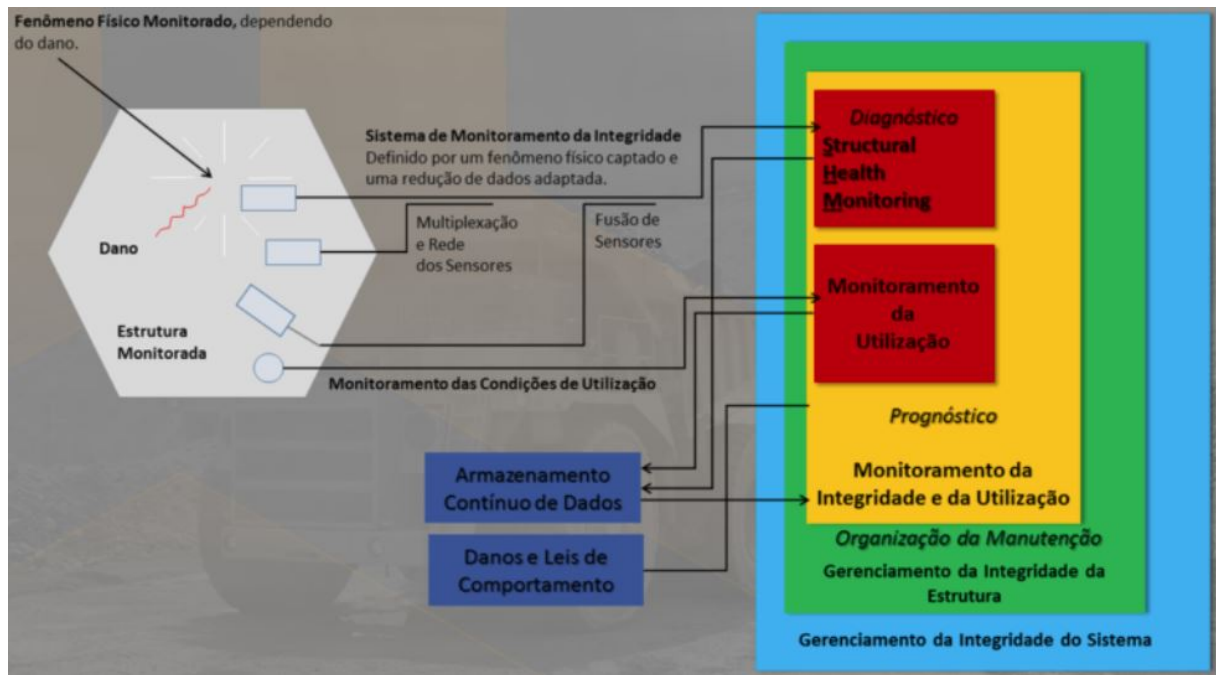 Fenômeno Físico Monitorado, dependendo
do dano.
Dano
Estrutura
Monitorada
Sistema de Monitoramento da Integridade
Definido por um fenômeno físico captado e
uma redução de dados adaptada.
Multiplexação
e Rede
dos Sensores
Fusão de
Sensores
Monitoramento das Condições de Utilização
Armazenamento
Contínuo de Dados
Danos e Leis de
Comportamento
Diagnóstico
Structural
Health
Monitoring
Monitoramento
da
Utilização
Prognóstico
Monitoramento da
Integridade e da Utilização
Organização da Manutenção
Gerenciamento da Integridade da
Estrutura
Gerenciamento da Integridade do Sistema